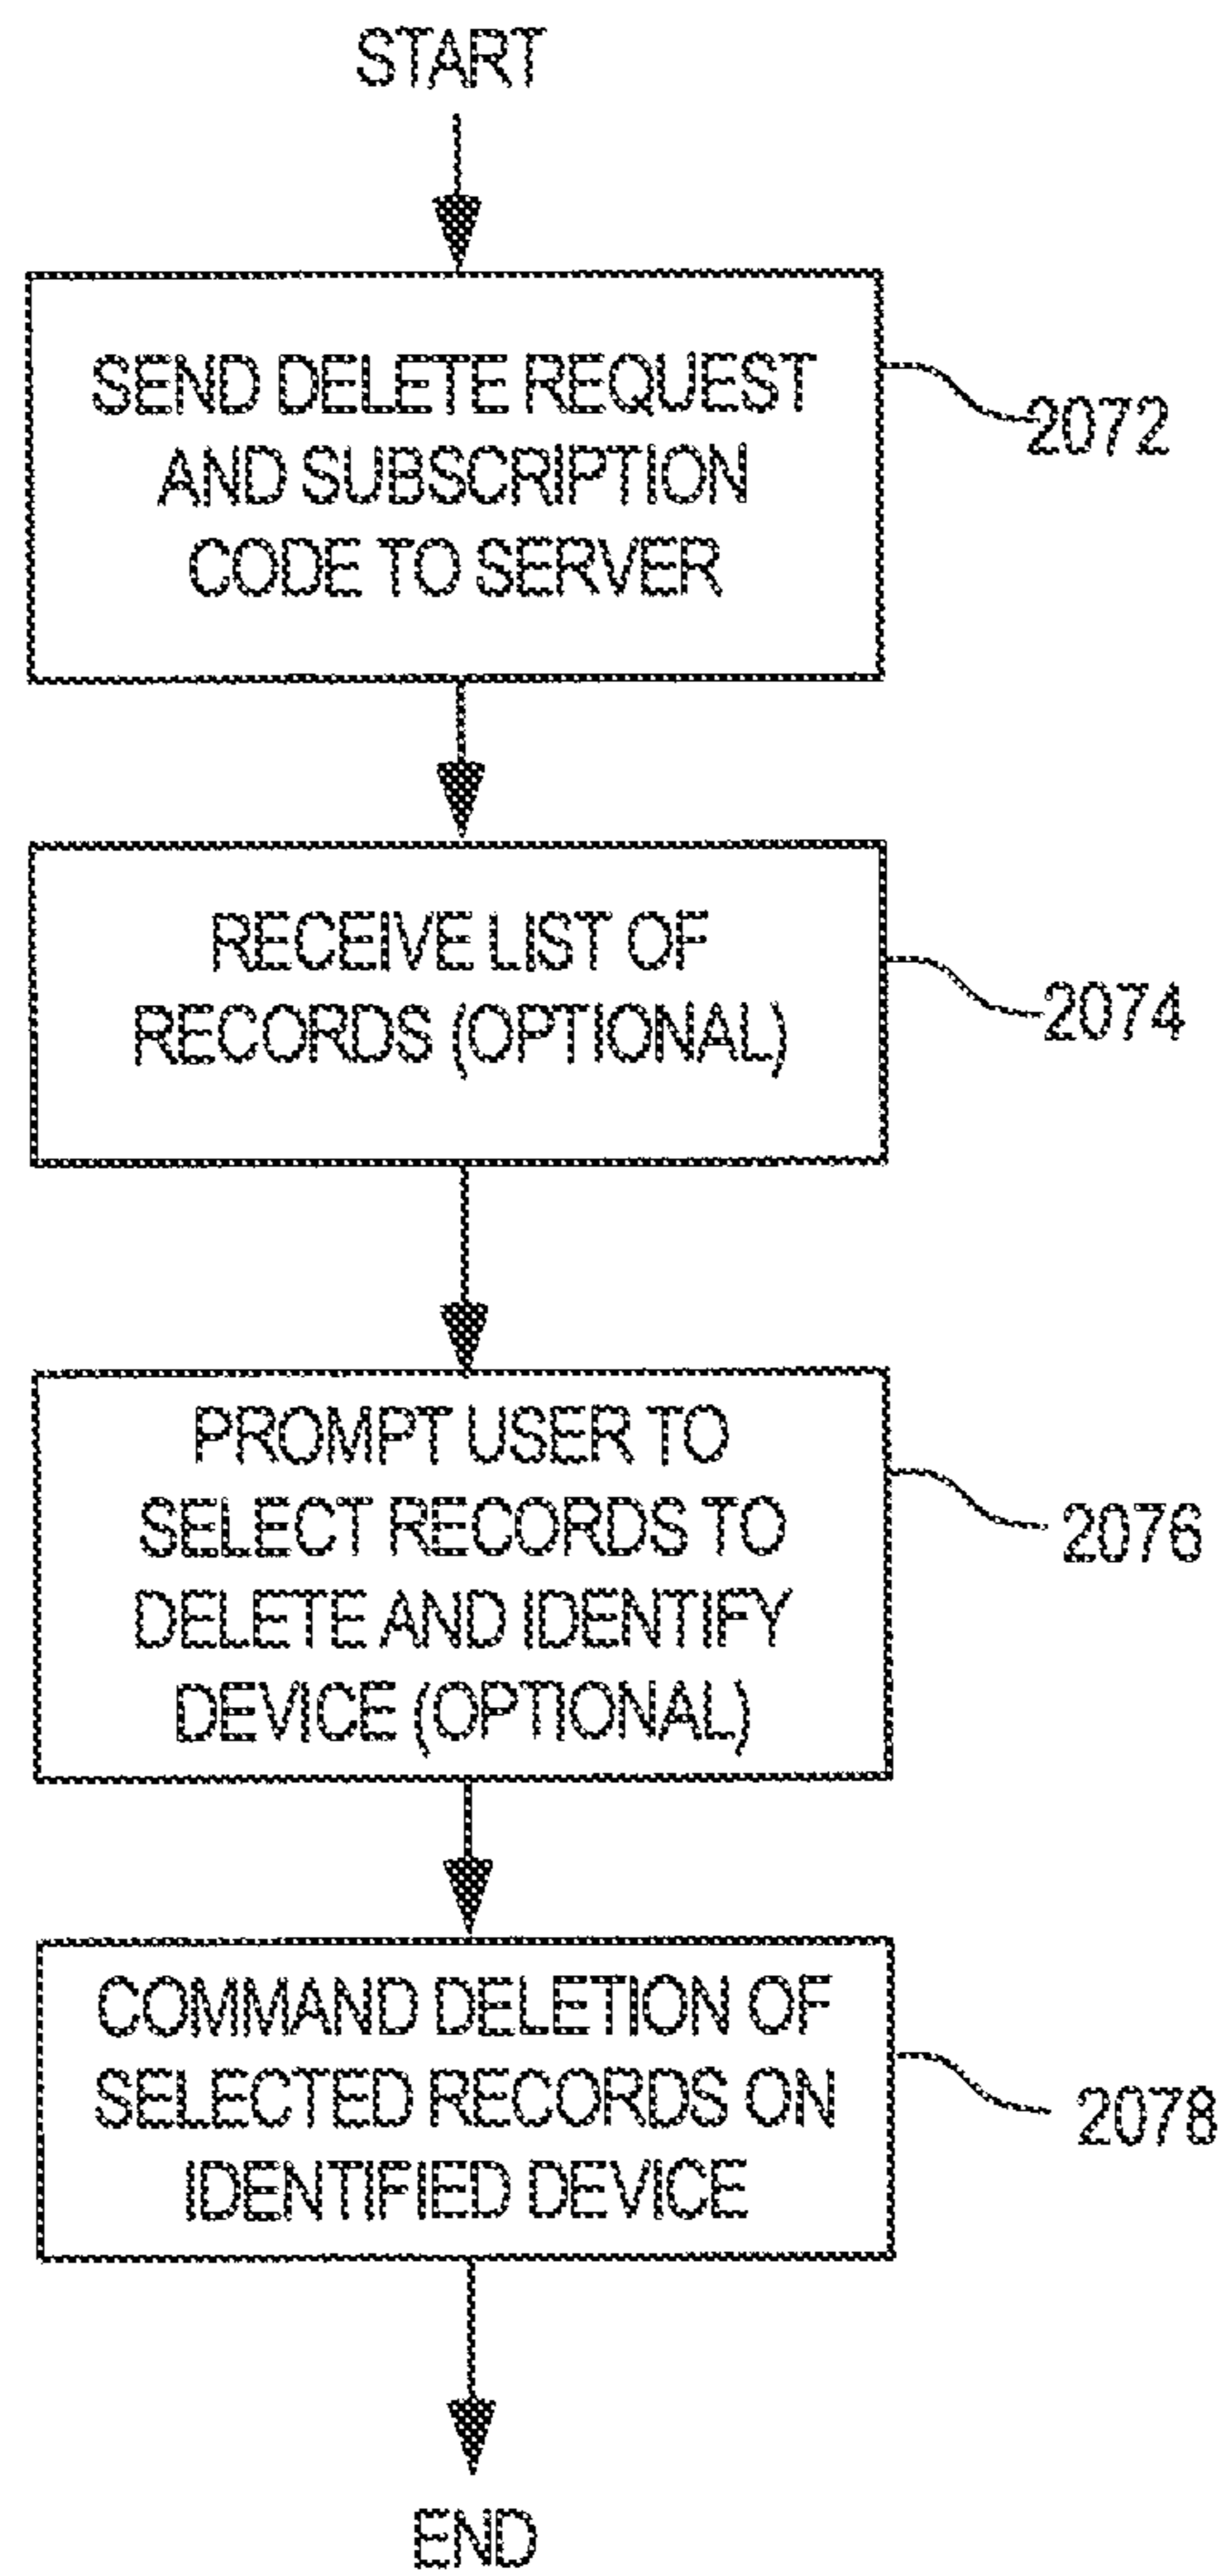 START
SEND DELETE REQUEST
AND SUBSCRIPTION
CODE TO SERVER
2072
RECEIVE LIST OF
RECORDS (OPTIONAL)
2074
PROMPT USER TO
SELECT RECORDS TO
DELETE AND IDENTIFY
DEVICE (OPTIONAL)
2076
COMMAND DELETION OF
SELECTED RECORDS ON
IDENTIFIED DEVICE
2078
END